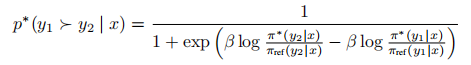 p*(y₁ ≻ y₂ | x) = 1 / (1 + exp(β log π*(y₂|x) / π_ref(y₂|x) − β log π*(y₁|x) / π_ref(y₁|x)))